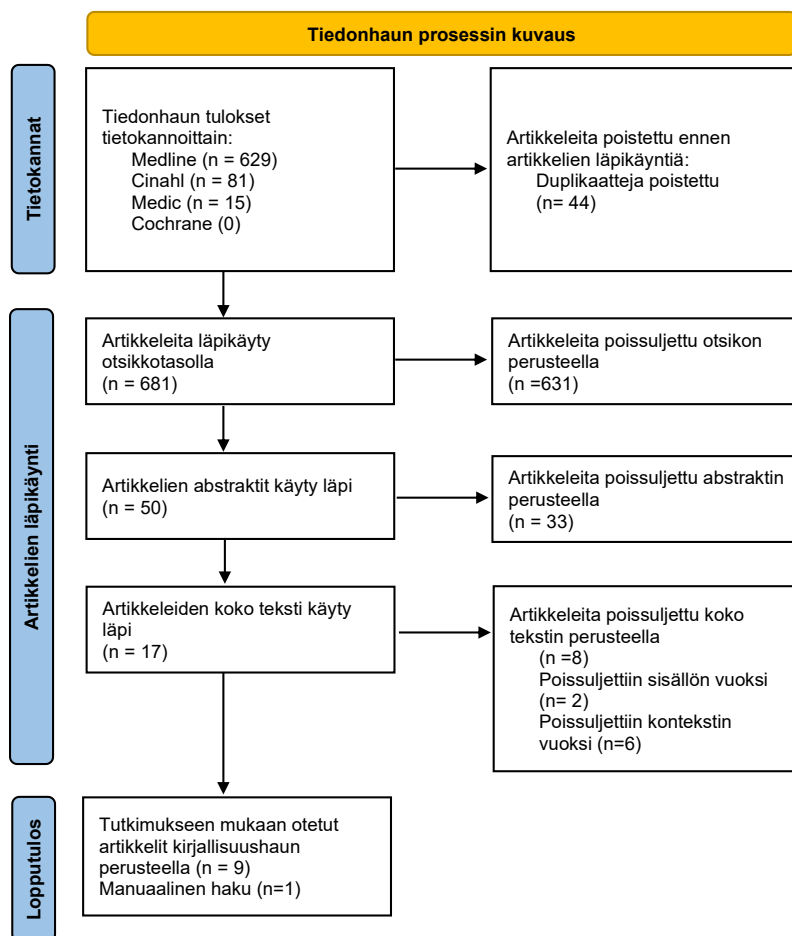 Tiedonhaun prosessin kuvaus
Tietokannat
Tiedonhaun tulokset
tietokannoittain:
Medline (n = 629)
Cinahl (n = 81)
Medic (n = 15)
Cochrane (0)
Artikkeleita poistettu ennen
artikkelien läpikäyntiä:
Duplikaatteja poistettu
(n= 44)
Artikkelien läpikäynti
Artikkeleita läpikäyty
otsikkotasolla
(n = 681)
Artikkeleita poissuljettu otsikon
perusteella
(n =631)
Artikkelien abstraktit käyty läpi
(n = 50)
Artikkeleita poissuljettu abstraktin
perusteella
(n = 33)
Artikkeleiden koko teksti käyty
läpi
(n = 17)
Artikkeleita poissuljettu koko
tekstin perusteella
(n =8)
Poissuljettiin sisällön vuoksi
(n= 2)
Poissuljettiin kontekstin
vuoksi (n=6)
Lopputulos
Tutkimukseen mukaan otetut
artikkelit kirjallisuushaun
perusteella (n = 9)
Manuaalinen haku (n=1)